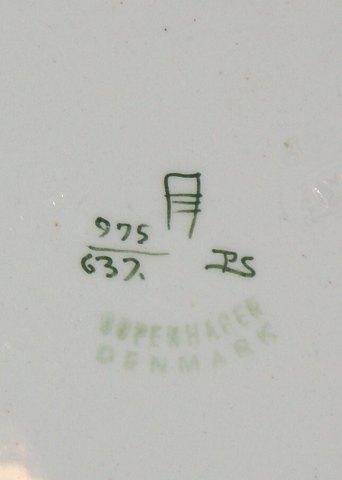 975
637.
PS
COPENHAGEN
DENMARK